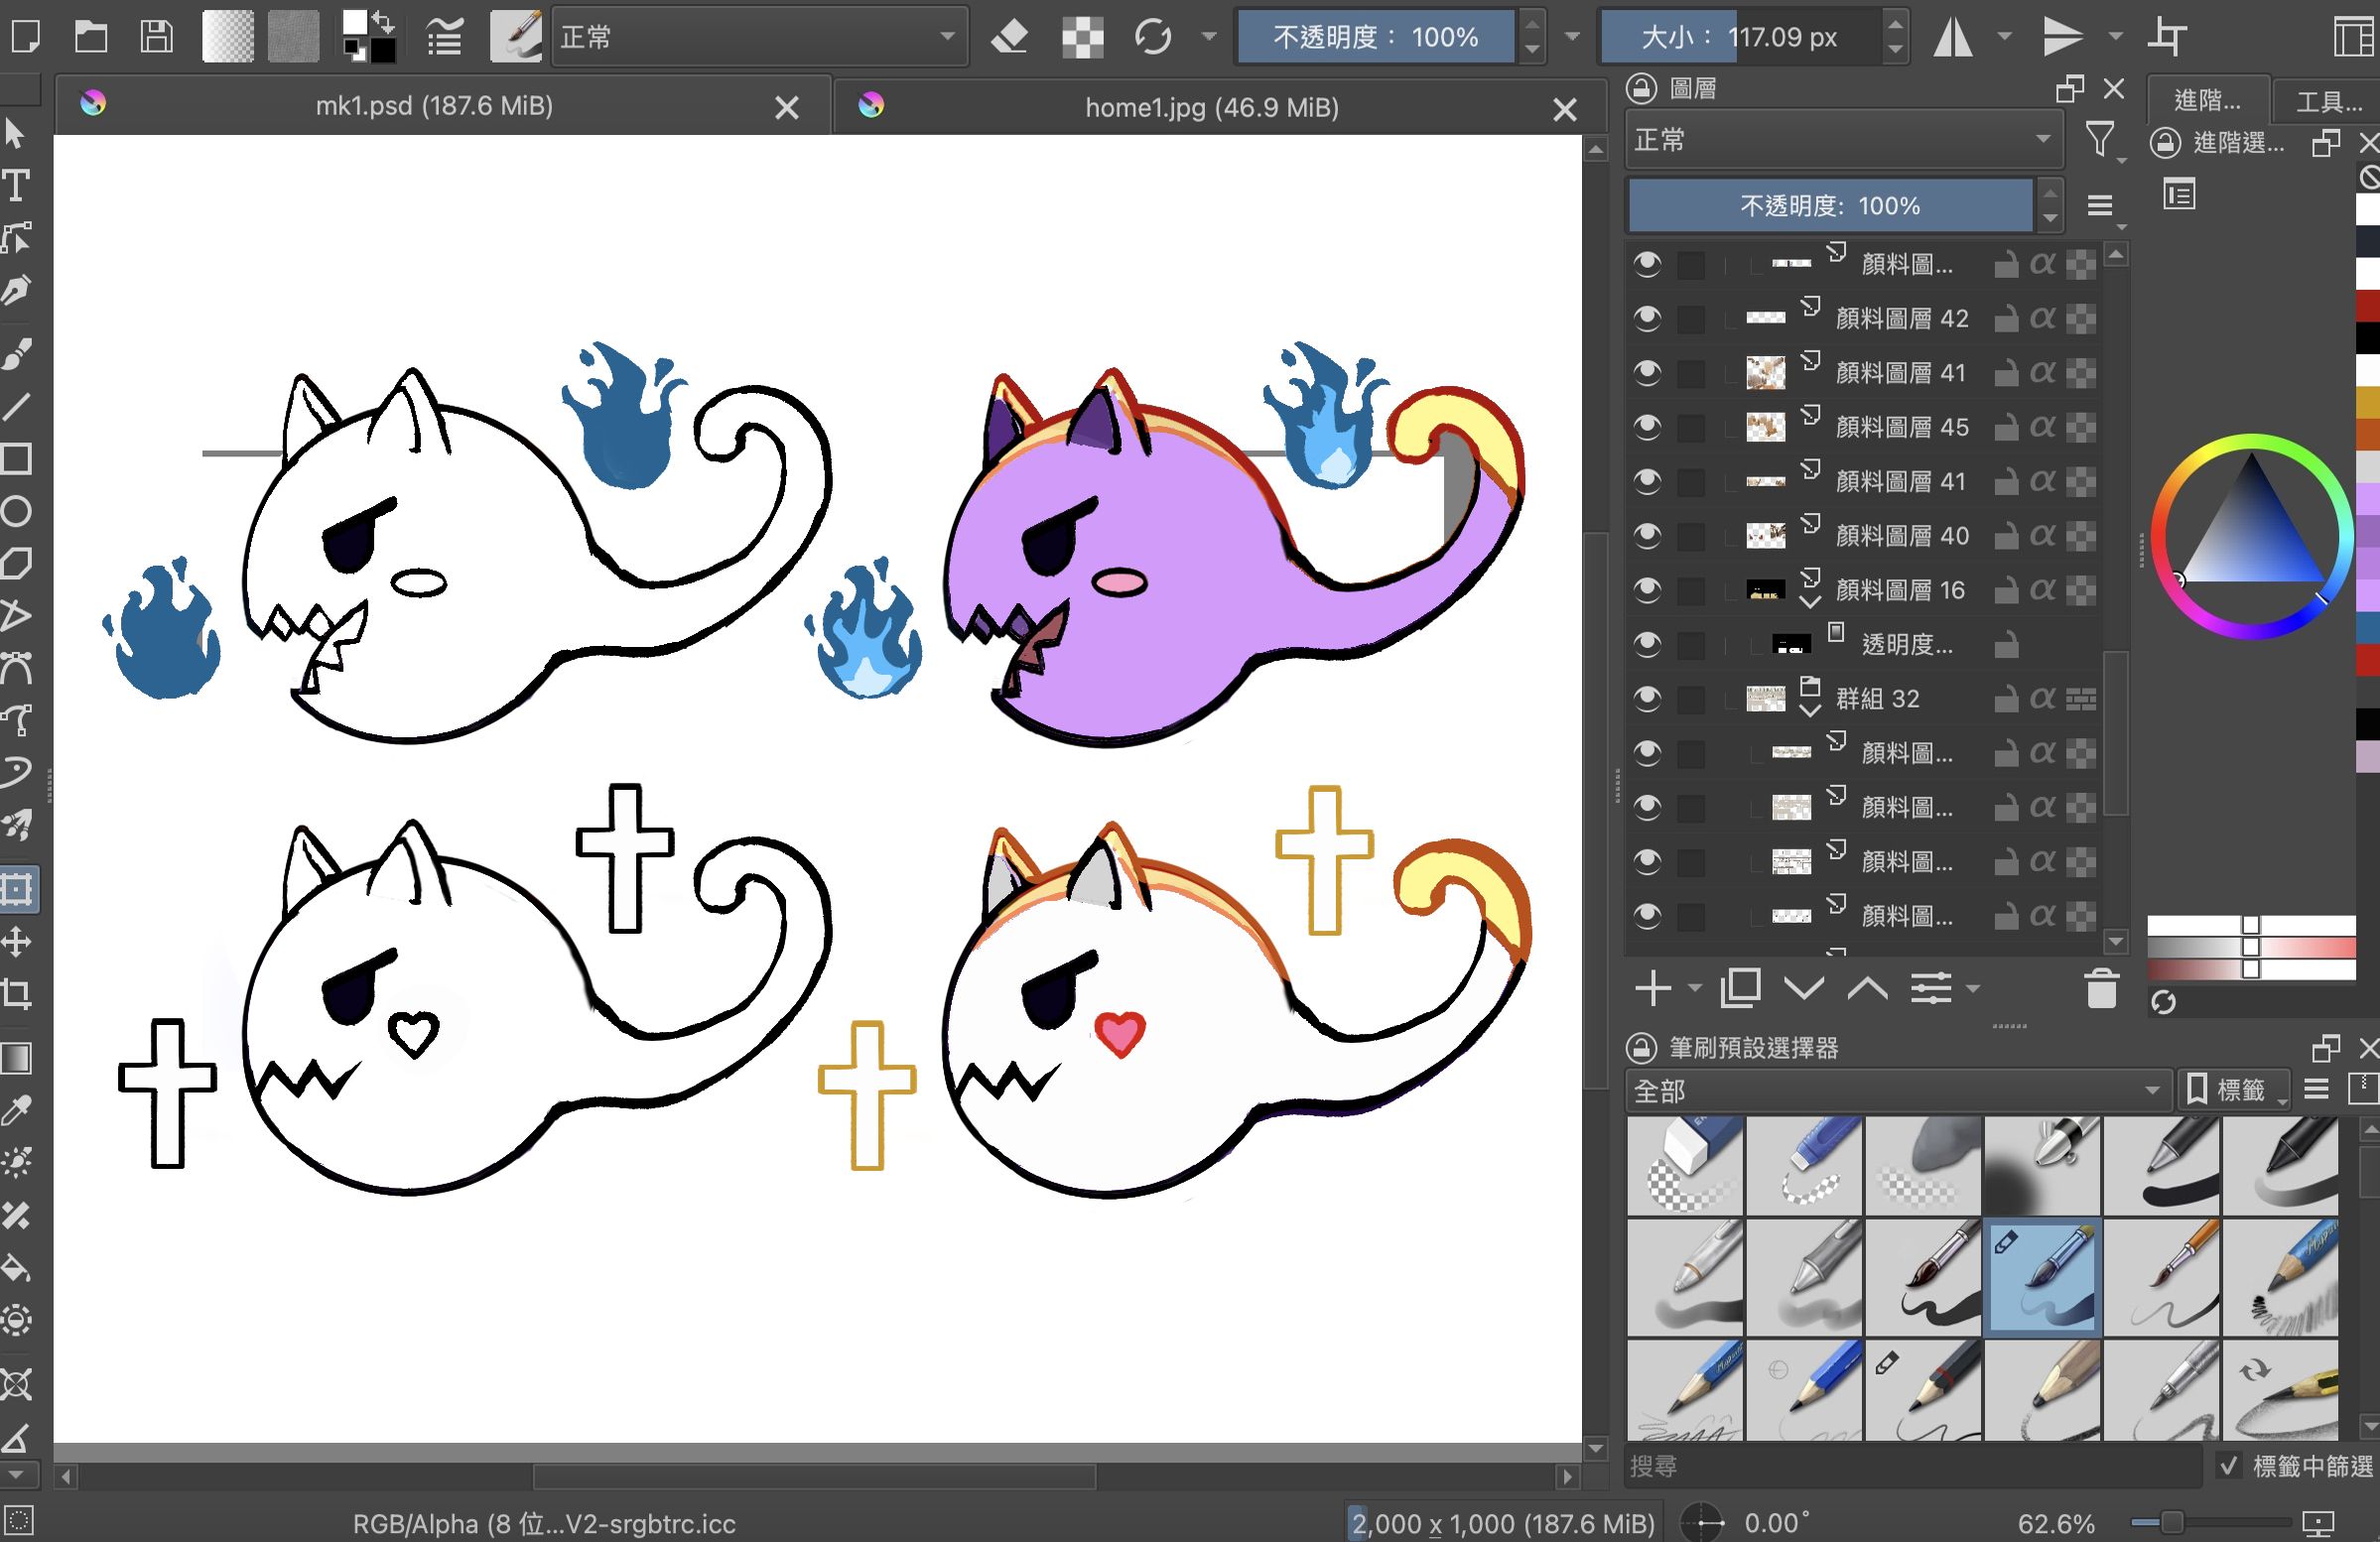 正常
不透明度： 100%
大小： 117.09 px
mk1.psd (187.6 MiB)
home1.jpg (46.9 MiB)
圖層
正常
不透明度: 100%
顏料圖...
顏料圖層 42
顏料圖層 41
顏料圖層 45
顏料圖層 41
顏料圖層 40
顏料圖層 16
透明度...
群組 32
顏料圖...
顏料圖...
顏料圖...
顏料圖...
進階...
工具...
進階選...
筆刷預設選擇器
全部
標籤
搜尋
標籤中篩選
RGB/Alpha (8 位...V2-srgbtrc.icc
2,000 x 1,000 (187.6 MiB)
0.00°
62.6%